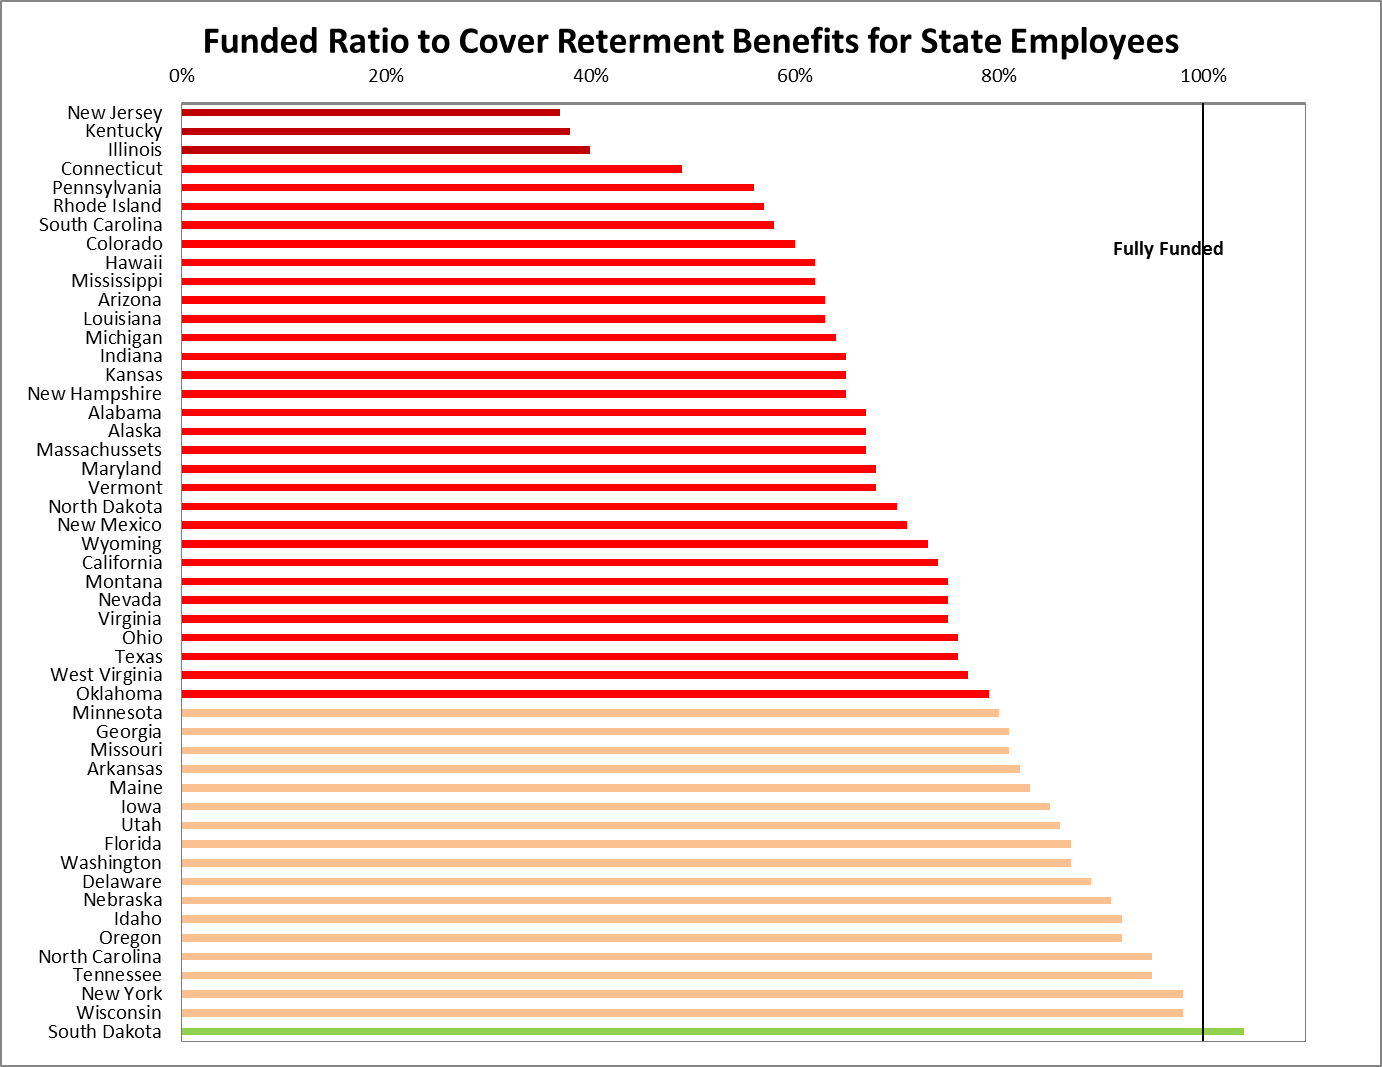 Funded Ratio to Cover Reterment Benefits for State Employees
0% 20% 40% 60% 80% 100%
New Jersey
Kentucky
Illinois
Connecticut
Pennsylvania
Rhode Island
South Carolina
Colorado
Fully Funded
Hawaii
Mississippi
Arizona
Louisiana
Michigan
Indiana
Kansas
New Hampshire
Alabama
Alaska
Massachussets
Maryland
Vermont
North Dakota
New Mexico
Wyoming
California
Montana
Nevada
Virginia
Ohio
Texas
West Virginia
Oklahoma
Minnesota
Georgia
Missouri
Arkansas
Maine
Iowa
Utah
Florida
Washington
Delaware
Nebraska
Idaho
Oregon
North Carolina
Tennessee
New York
Wisconsin
South Dakota